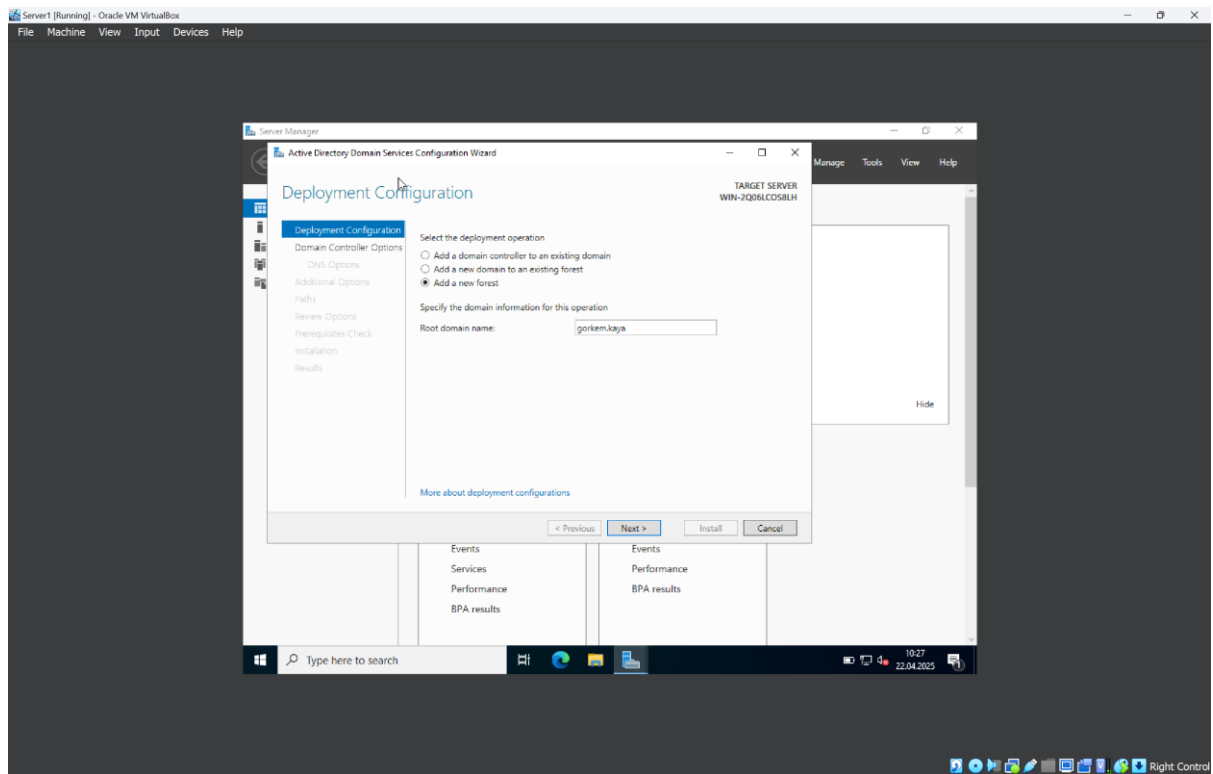 Server1 [Running] - Oracle VM VirtualBox
File Machine View Input Devices Help
Server Manager
Manage Tools View Help
Active Directory Domain Services Configuration Wizard
Deployment Configuration
TARGET SERVER
WIN-2Q06LCOS8LH
Deployment Configuration
Domain Controller Options
DNS Options
Additional Options
Paths
Review Options
Prerequisites Check
Installation
Results
Select the deployment operation
Add a domain controller to an existing domain
Add a new domain to an existing forest
Add a new forest
Specify the domain information for this operation
Root domain name: gorkem.kaya
More about deployment configurations
< Previous Next > Install Cancel
Hide
Events
Services
Performance
BPA results
Events
Performance
BPA results
Type here to search
10:27
22.04.2025
1
Right Control